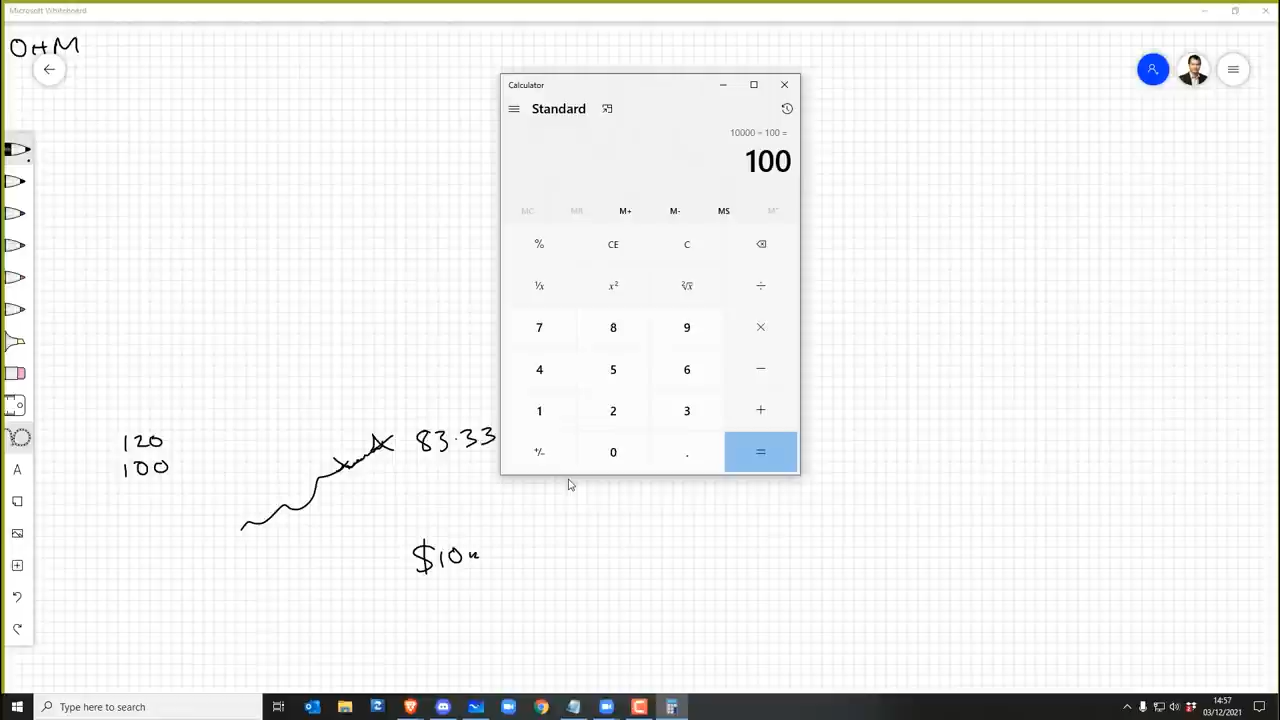 Microsoft Whiteboard
OHM
Calculator
Standard
10000 ÷ 100 =
100
MC MR M+ M- MS M˅
% CE C
¹/x x² ²√x ÷
7 8 9 ×
4 5 6 −
1 2 3 +
+/− 0 . =
120
100
83.33
$10k
A
Type here to search
14:57
03/12/2021